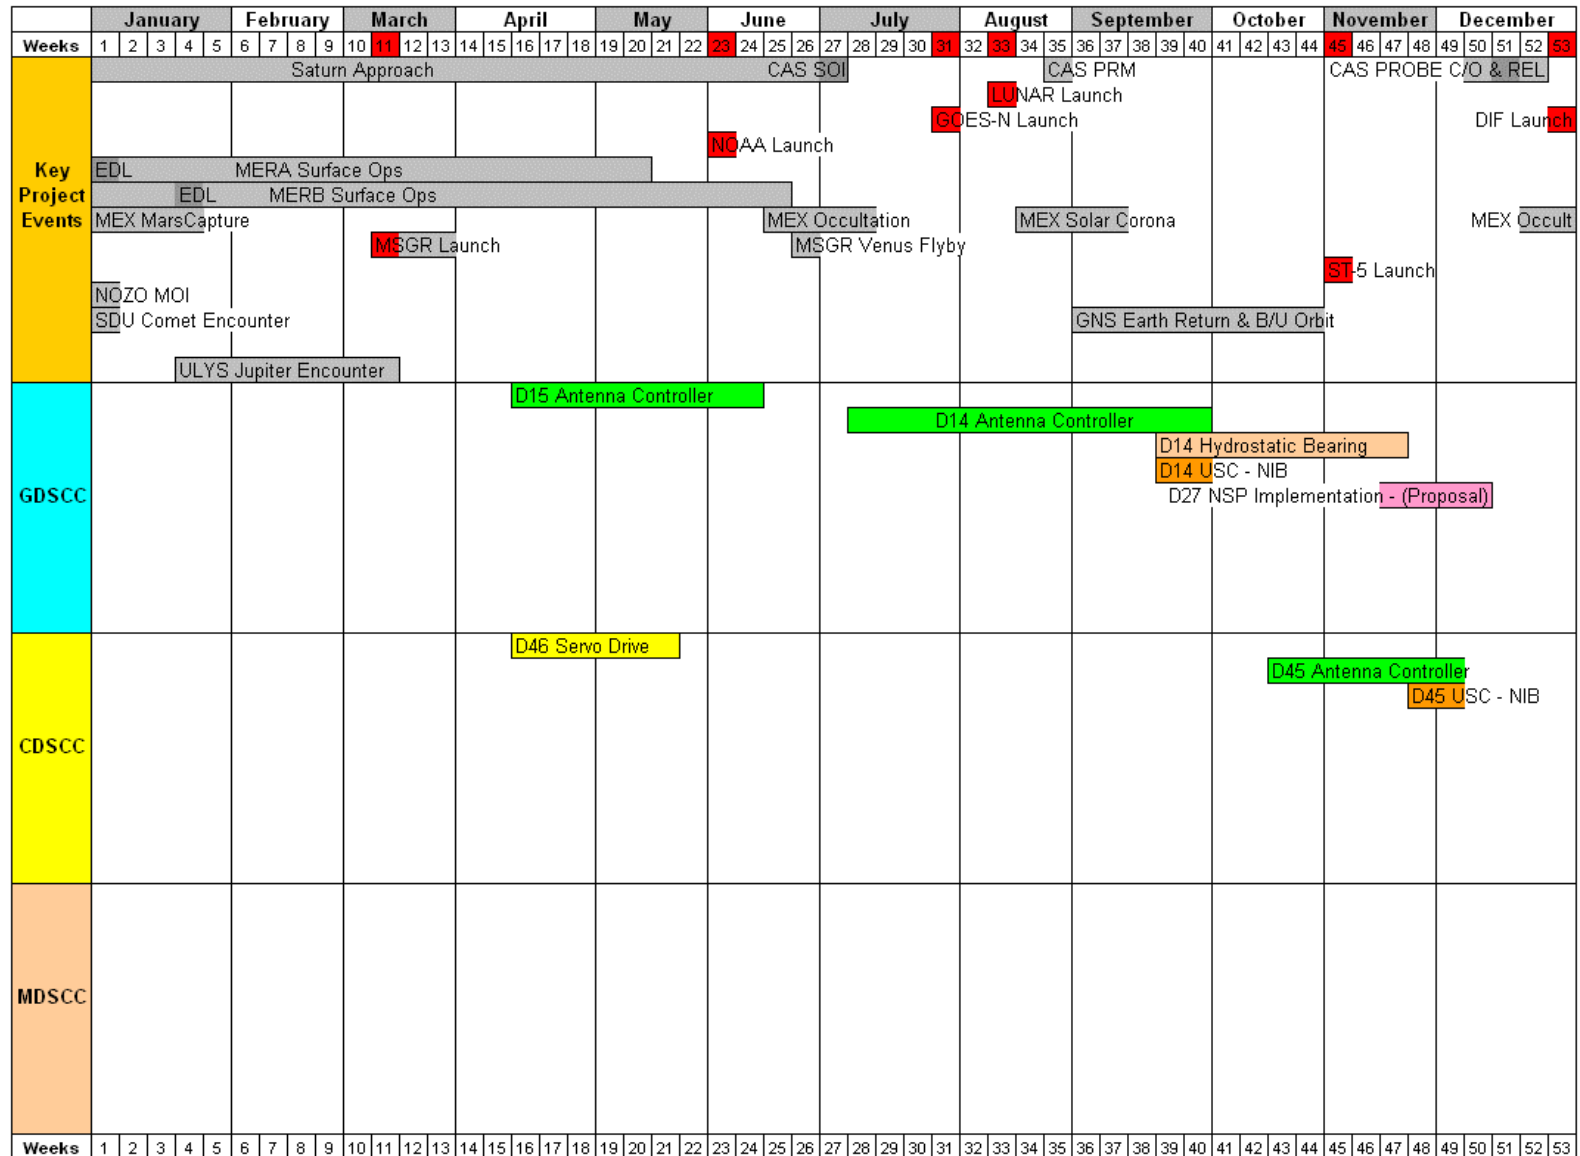 January February March April May June July August September October November December
Weeks 1 2 3 4 5 6 7 8 9 10 11 12 13 14 15 16 17 18 19 20 21 22 23 24 25 26 27 28 29 30 31 32 33 34 35 36 37 38 39 40 41 42 43 44 45 46 47 48 49 50 51 52 53
Saturn Approach CAS SOI CAS PRM CAS PROBE C/O & REL
LUNAR Launch
GOES-N Launch DIF Launch
NOAA Launch
Key Project Events
EDL MERA Surface Ops
EDL MERB Surface Ops
MEX MarsCapture MEX Occultation MEX Solar Corona MEX Occult
MSGR Launch MSGR Venus Flyby
ST-5 Launch
NOZO MOI
SDU Comet Encounter GNS Earth Return & B/U Orbit
ULYS Jupiter Encounter
D15 Antenna Controller
D14 Antenna Controller
D14 Hydrostatic Bearing
D14 USC - NIB
GDSCC D27 NSP Implementation - (Proposal)
D46 Servo Drive
D45 Antenna Controller
D45 USC - NIB
CDSCC
MDSCC
Weeks 1 2 3 4 5 6 7 8 9 10 11 12 13 14 15 16 17 18 19 20 21 22 23 24 25 26 27 28 29 30 31 32 33 34 35 36 37 38 39 40 41 42 43 44 45 46 47 48 49 50 51 52 53